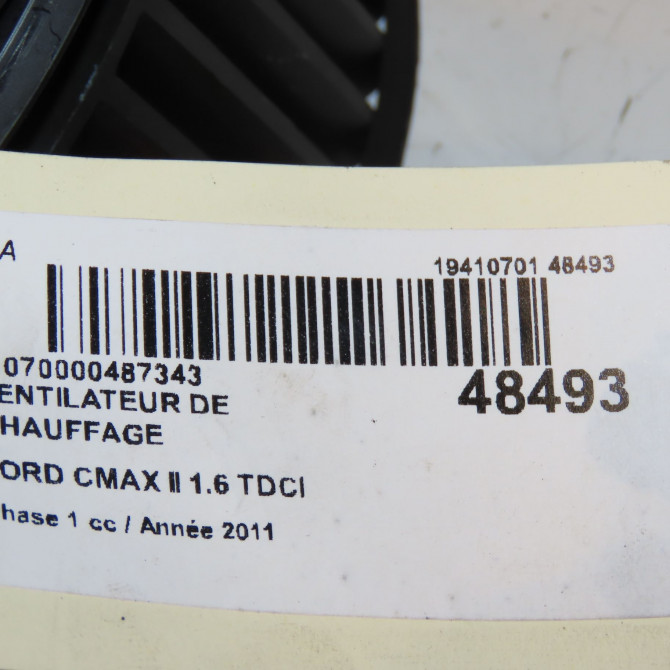 A
19410701 48493
070000487343
48493
ENTILATEUR DE
HAUFFAGE
ORD CMAX II 1.6 TDCI
hase 1 cc / Année 2011